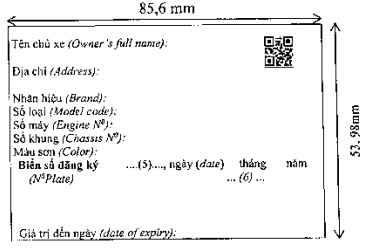 85,6 mm
Tên chủ xe (Owner's full name):
Địa chỉ (Address):
Nhãn hiệu (Brand):
Số loại (Model code):
Số máy (Engine Nº):
Số khung (Chassis Nº):
Màu sơn (Color):
Biển số đăng ký ....(5)...., ngày (date) tháng năm
(NºPlate) ... (6) ...
Giá trị đến ngày (date of expiry):
53. 98mm